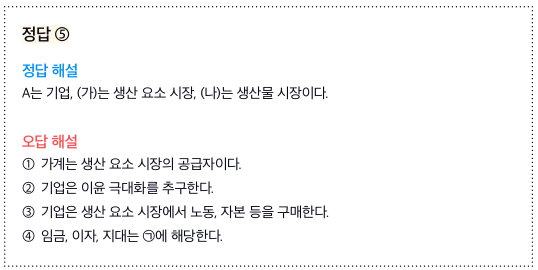 정답 ⑤
정답 해설
A는 기업, (가)는 생산 요소 시장, (나)는 생산물 시장이다.
오답 해설
① 가계는 생산 요소 시장의 공급자이다.
② 기업은 이윤 극대화를 추구한다.
③ 기업은 생산 요소 시장에서 노동, 자본 등을 구매한다.
④ 임금, 이자, 지대는 ㉠에 해당한다.